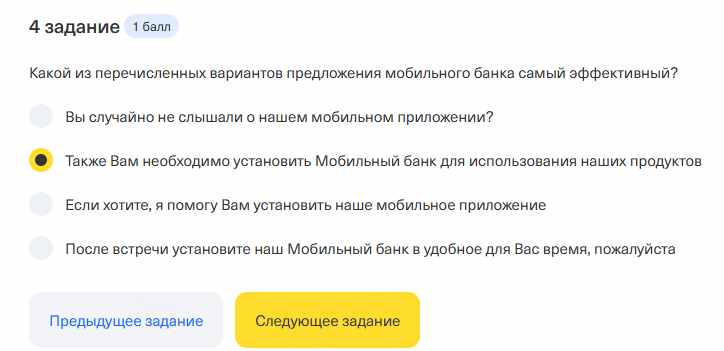 4 задание 1 балл
Какой из перечисленных вариантов предложения мобильного банка самый эффективный?
Вы случайно не слышали о нашем мобильном приложении?
Также Вам необходимо установить Мобильный банк для использования наших продуктов
Если хотите, я помогу Вам установить наше мобильное приложение
После встречи установите наш Мобильный банк в удобное для Вас время, пожалуйста
Предыдущее задание Следующее задание